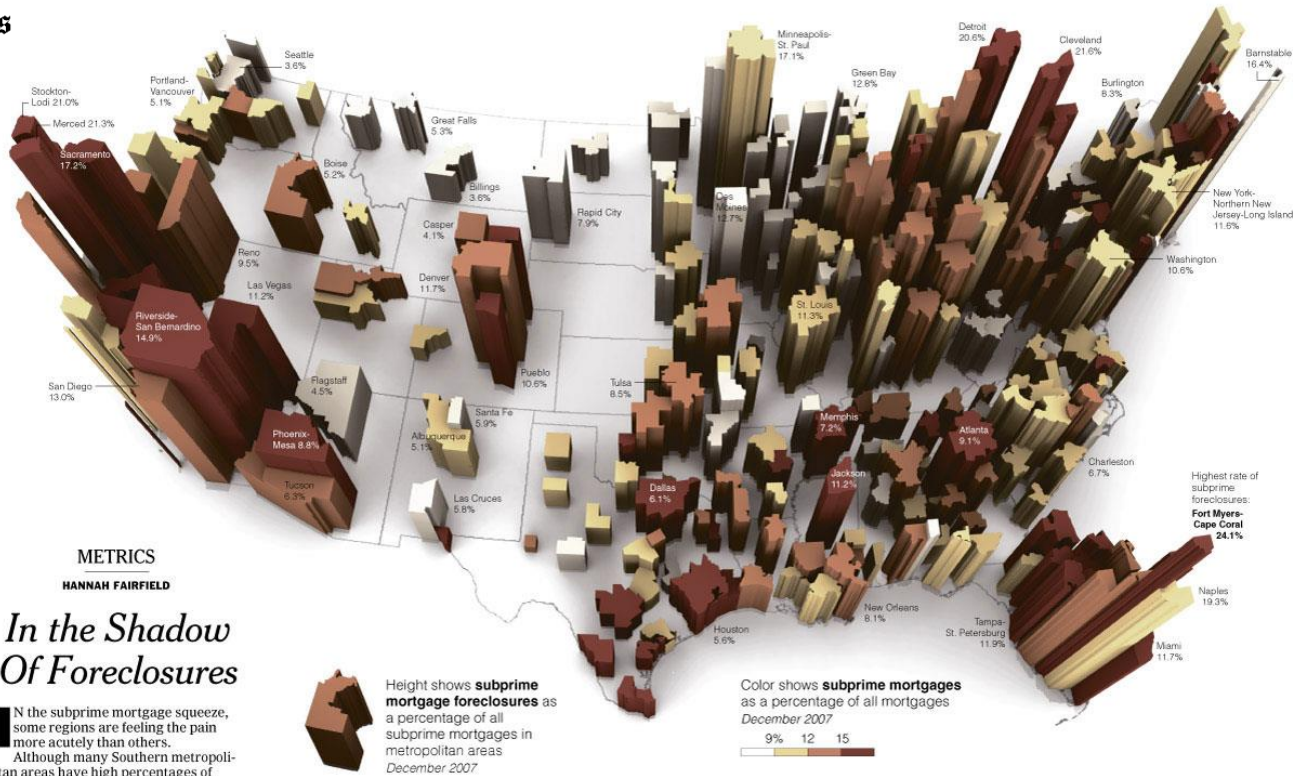 s
Seattle
3.6%
Portland-
Vancouver
5.1%
Stockton-
Lodi 21.0%
Merced 21.3%
Sacramento
17.2%
Great Falls
5.3%
Boise
5.2%
Billings
3.6%
Casper
4.1%
Rapid City
7.9%
Reno
9.5%
Las Vegas
11.2%
Denver
11.7%
Riverside-
San Bernardino
14.9%
San Diego
13.0%
Flagstaff
4.5%
Pueblo
10.6%
Santa Fe
5.9%
Albuquerque
5.1%
Phoenix-
Mesa 8.8%
Tucson
6.3%
Las Cruces
5.8%
Minneapolis-
St. Paul
17.1%
Green Bay
12.8%
Detroit
20.6%
Cleveland
21.6%
Burlington
8.3%
Barnstable
16.4%
Des
Moines
12.7%
New York-
Northern New
Jersey-Long Island
11.6%
Washington
10.6%
St. Louis
11.3%
Tulsa
8.5%
Memphis
7.2%
Atlanta
9.1%
Jackson
11.2%
Dallas
6.1%
Charleston
6.7%
Highest rate of
subprime
foreclosures:
Fort Myers-
Cape Coral
24.1%
Naples
19.3%
Miami
11.7%
Tampa-
St. Petersburg
11.9%
New Orleans
8.1%
Houston
5.6%
METRICS
HANNAH FAIRFIELD
In the Shadow
Of Foreclosures
IN the subprime mortgage squeeze,
some regions are feeling the pain
more acutely than others.
Although many Southern metropoli-
tan areas have high percentages of
Height shows subprime
mortgage foreclosures as
a percentage of all
subprime mortgages in
metropolitan areas
December 2007
Color shows subprime mortgages
as a percentage of all mortgages
December 2007
9% 12 15